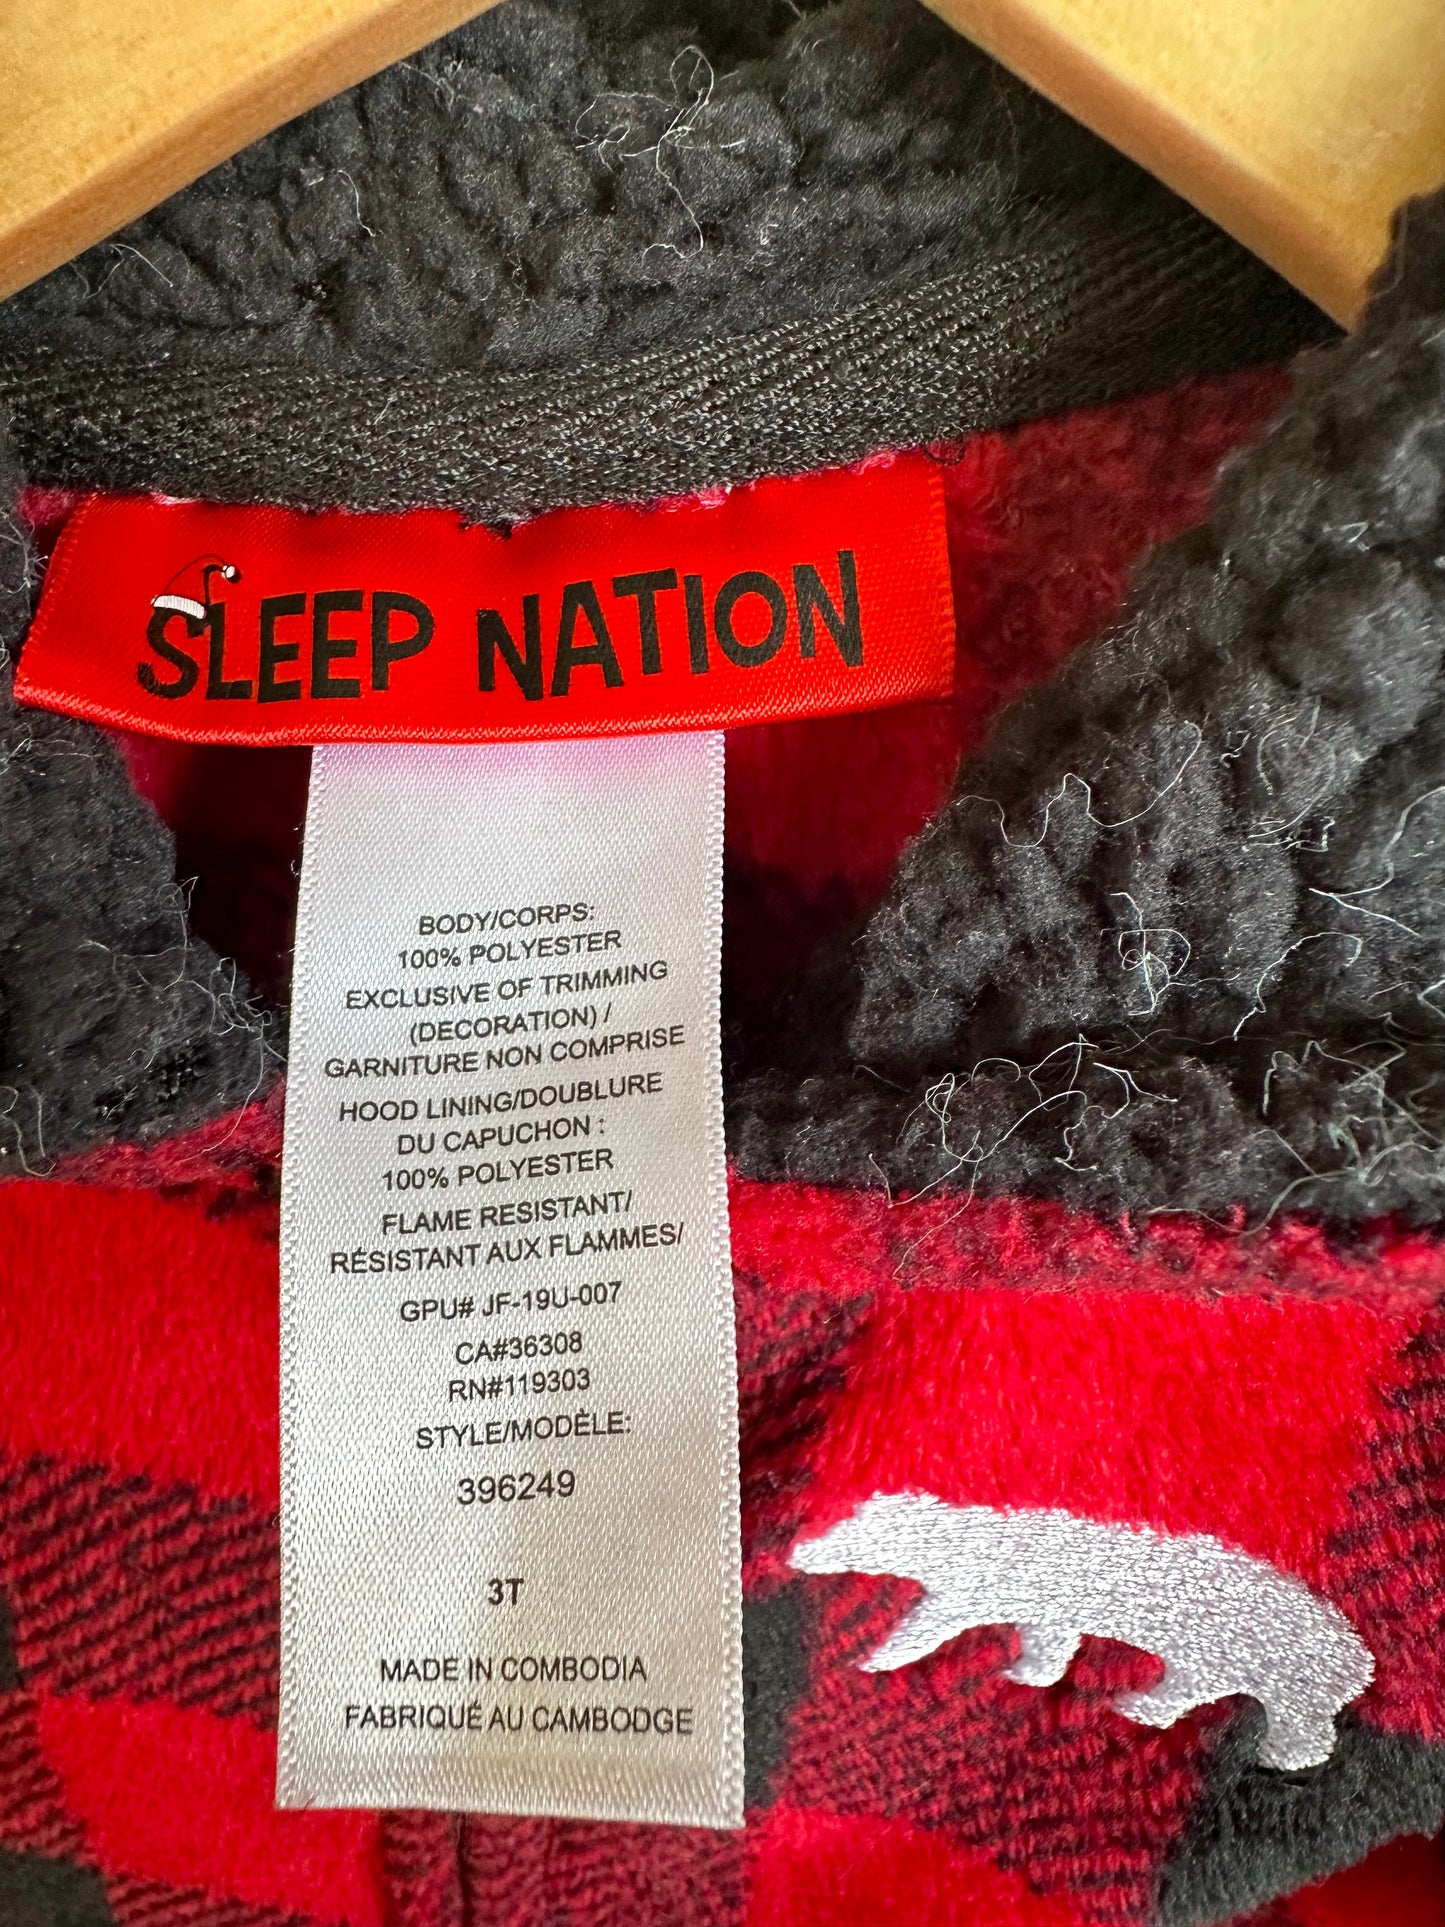 SLEEP NATION
BODY/CORPS:
100% POLYESTER
EXCLUSIVE OF TRIMMING
(DECORATION) /
GARNITURE NON COMPRISE
HOOD LINING/DOUBLURE
DU CAPUCHON :
100% POLYESTER
FLAME RESISTANT/
RÉSISTANT AUX FLAMMES/
GPU# JF-19U-007
CA#36308
RN#119303
STYLE/MODÈLE:
396249
3T
MADE IN COMBODIA
FABRIQUÉ AU CAMBODGE